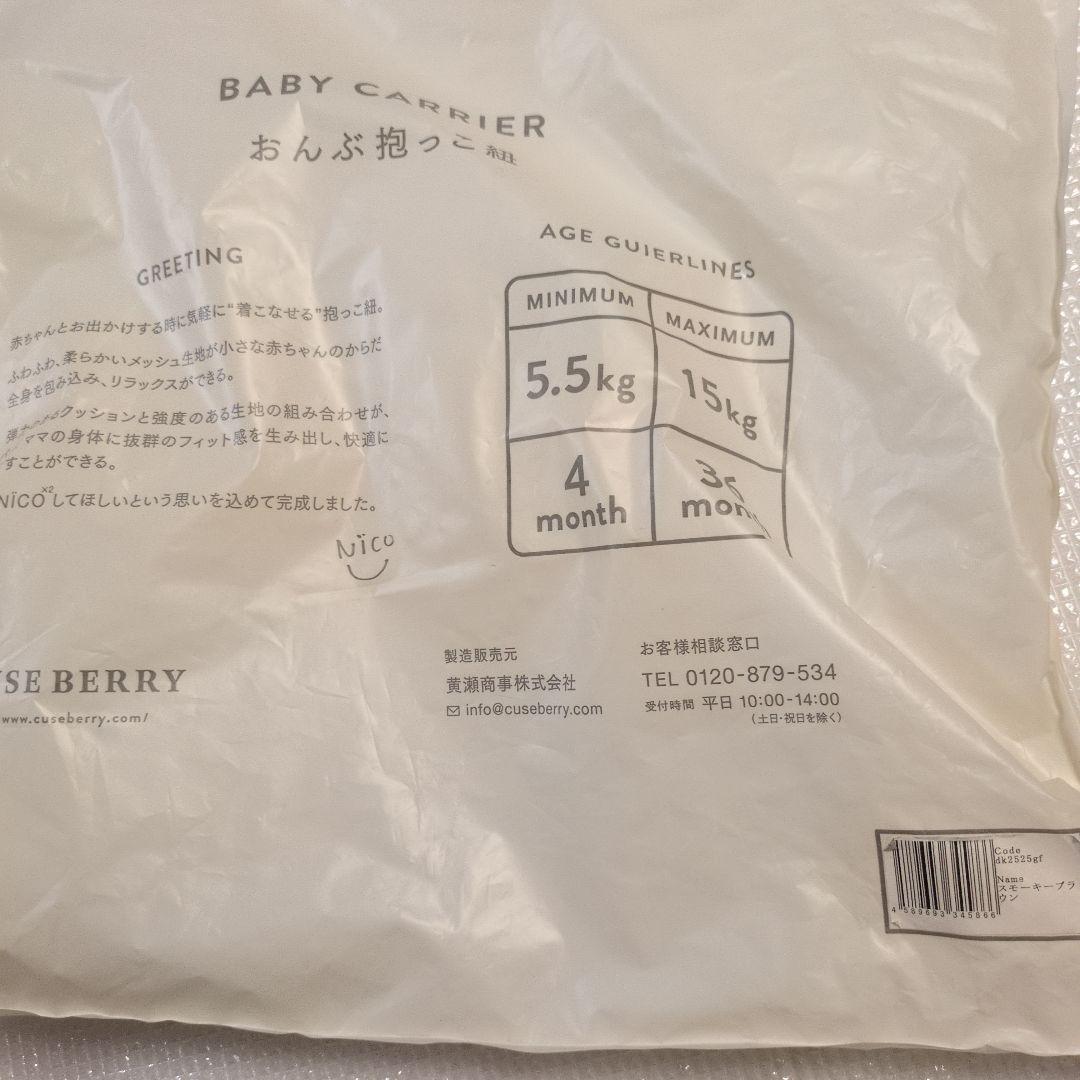 BABY CARRIER
おんぶ抱っこ紐
GREETING
赤ちゃんとお出かけする時に気軽に“着こなせる”抱っこ紐。
ふわふわ、柔らかいメッシュ生地が小さな赤ちゃんのからだ
全身を包み込み、リラックスができる。
クッションと強度のある生地の組み合わせが、
ママの身体に抜群のフィット感を生み出し、快適に
すことができる。
NÏCO×2してほしいという思いを込めて完成しました。
Nïco
AGE GUIERLINES
MINIMUM MAXIMUM
5.5kg 15kg
4 month
USE BERRY
www.cuseberry.com/
製造販売元
黄瀬商事株式会社
info@cuseberry.com
お客様相談窓口
TEL 0120-879-534
受付時間 平日 10:00-14:00
(土日・祝日を除く)
Code
dk2525gf
Name
スモーキーブラ
ウン
4 589693 345866